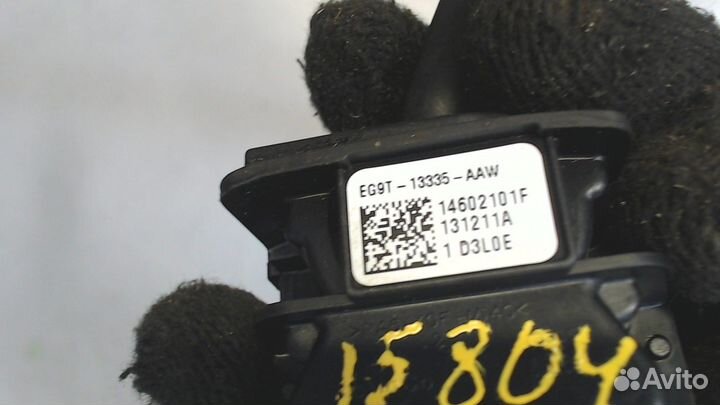 EG9T-13335-AAW
14602101F
131211A
1 D3L0E
15804
Avito